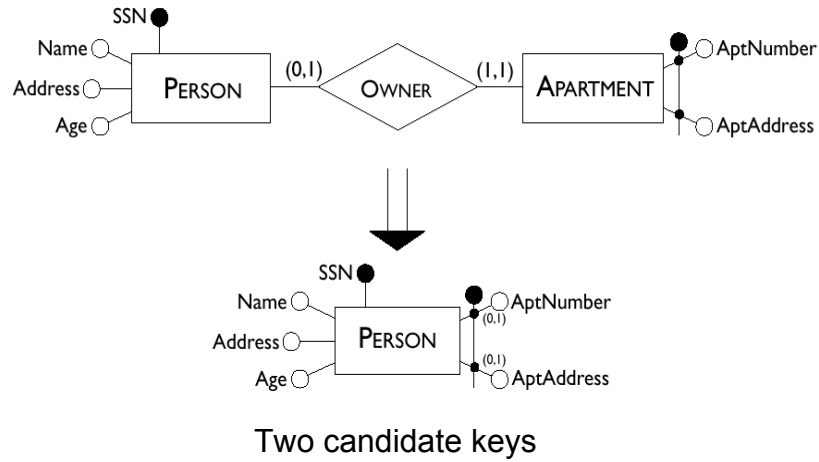 SSN
Name
Address
Age
PERSON
(0,1)
OWNER
(1,1)
APARTMENT
AptNumber
AptAddress
SSN
Name
Address
Age
PERSON
AptNumber
(0,1)
(0,1)
AptAddress
Two candidate keys